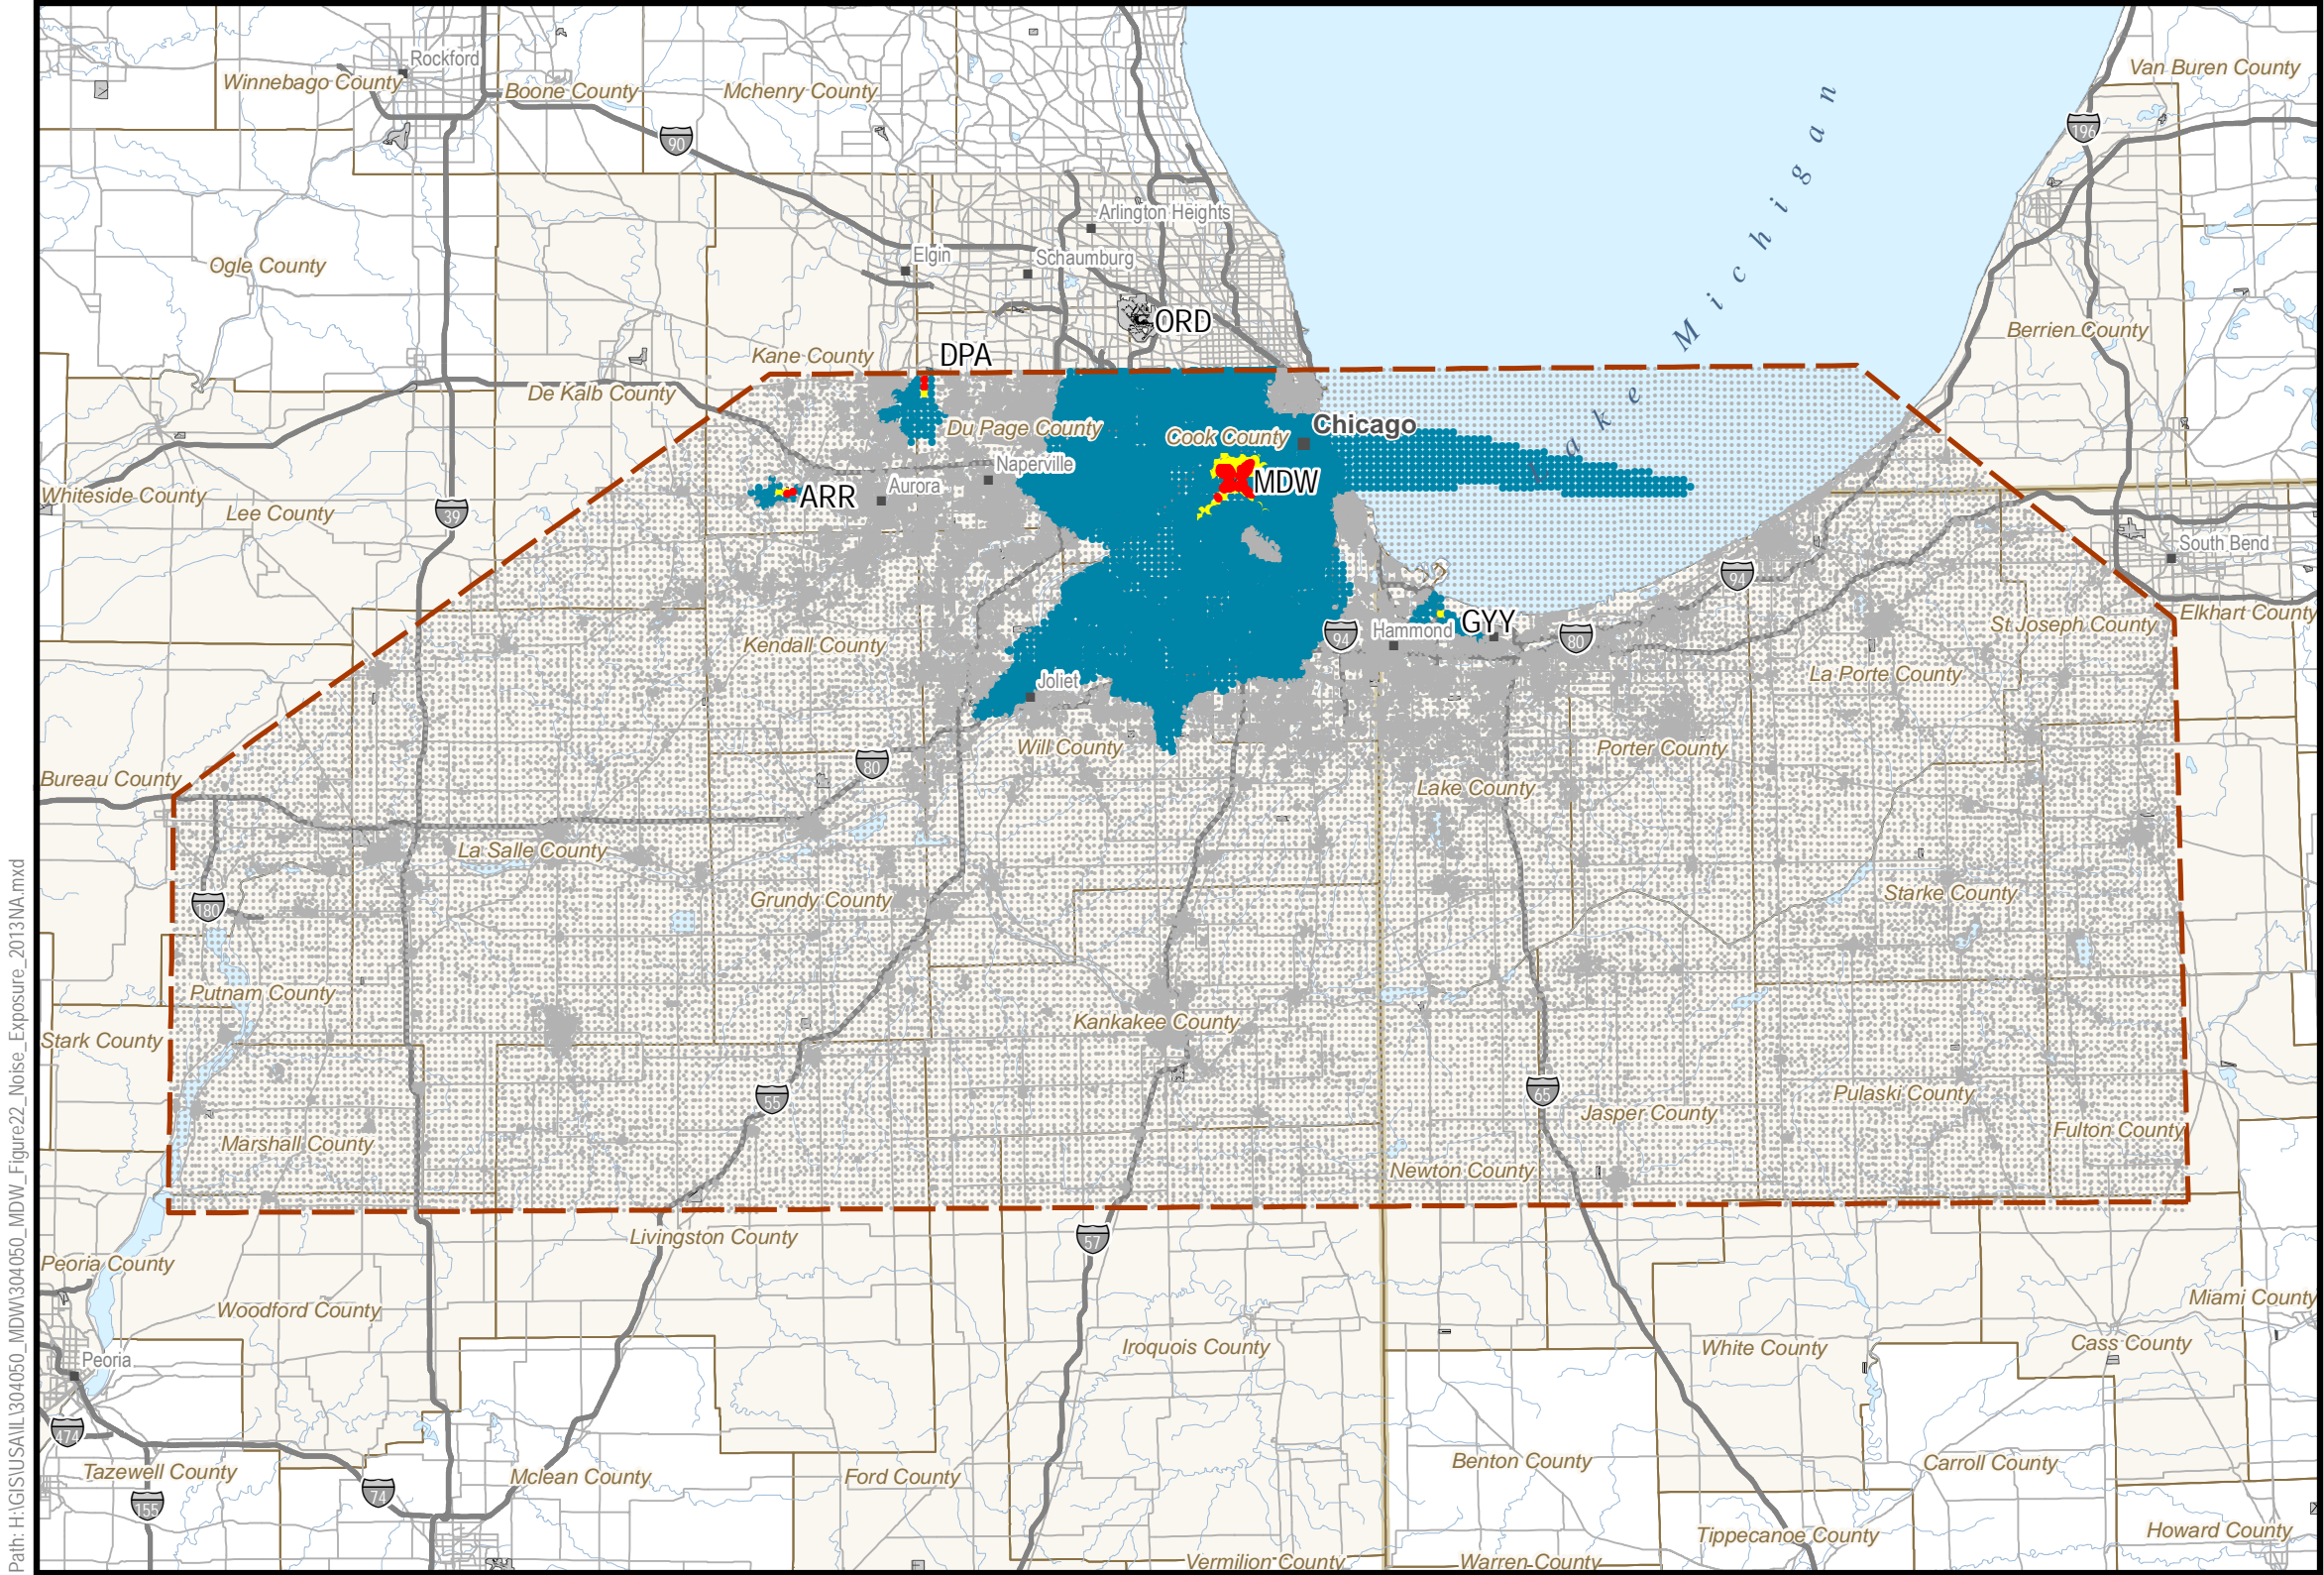 Rockford
Winnebago County
Boone County
Mchenry County
Van Buren County
90
196
Lake Michigan
Arlington Heights
Elgin
Schaumburg
Ogle County
ORD
Berrien County
Kane County
DPA
De Kalb County
Du Page County
Cook County
Chicago
Naperville
MDW
Whiteside County
Lee County
39
ARR
Aurora
South Bend
94
Elkhart County
GYY
Hammond
94
80
St Joseph County
Kendall County
La Porte County
Joliet
Will County
Porter County
80
Bureau County
Lake County
La Salle County
Grundy County
Starke County
180
Putnam County
Kankakee County
Stark County
55
65
Pulaski County
Jasper County
Marshall County
Fulton County
Newton County
Livingston County
57
Peoria County
Woodford County
Miami County
Iroquois County
White County
Cass County
Peoria
474
Tazewell County
74
Mclean County
Ford County
Benton County
Carroll County
155
Tippecanoe County
Howard County
Vermilion County
Warren County
Path: H:\GIS\USA\IL\304050_MDW\304050_MDW_Figure22_Noise_Exposure_2013NA.mxd